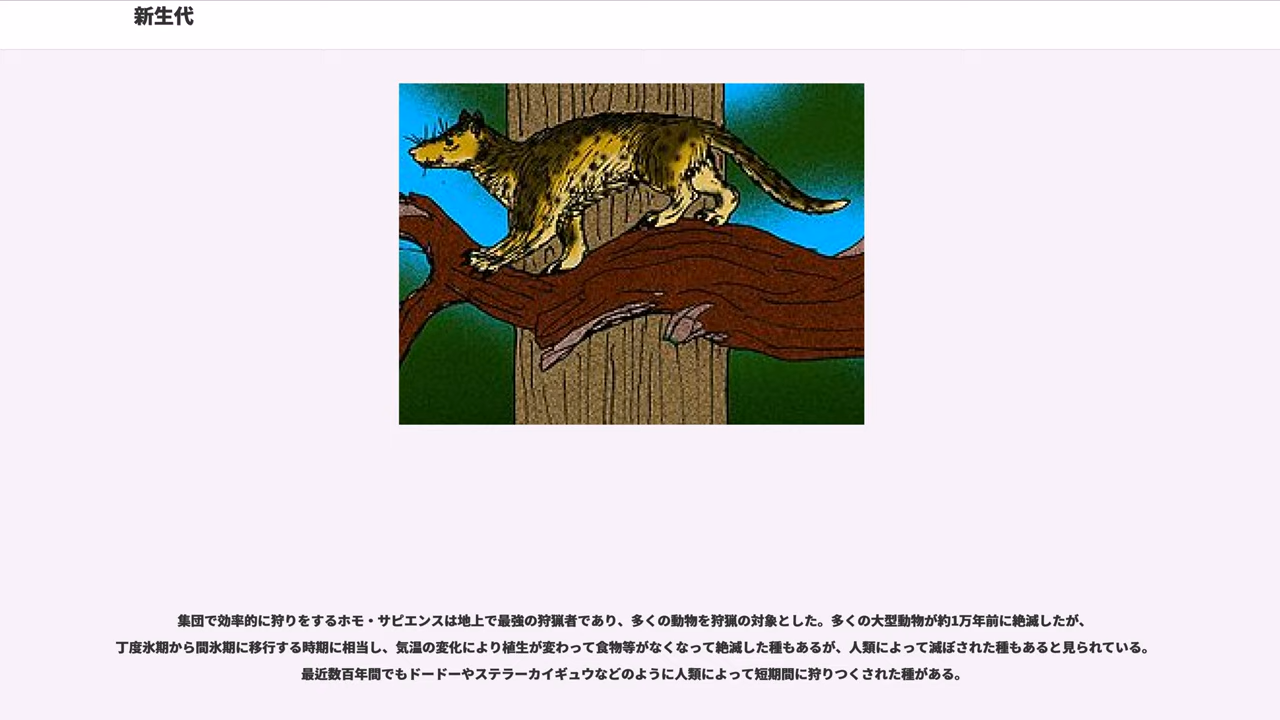 新生代
集団で効率的に狩りをするホモ・サピエンスは地上で最強の狩猟者であり、多くの動物を狩猟の対象とした。多くの大型動物が約1万年前に絶滅したが、
丁度氷期から間氷期に移行する時期に相当し、気温の変化により植生が変わって食物等がなくなって絶滅した種もあるが、人類によって滅ぼされた種もあると見られている。
最近数百年間でもドードーやステラーカイギュウなどのように人類によって短期間に狩りつくされた種がある。